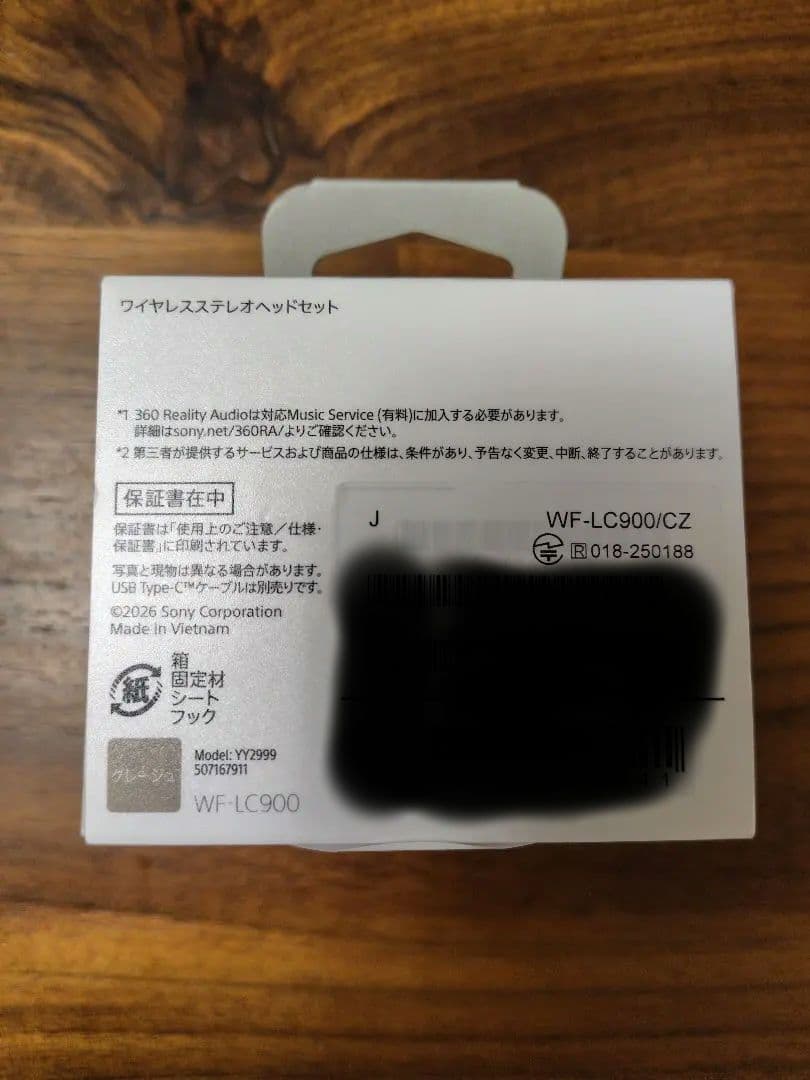 ワイヤレスステレオヘッドセット
*1 360 Reality Audioは対応Music Service (有料)に加入する必要があります。
詳細はsony.net/360RA/よりご確認ください。
*2 第三者が提供するサービスおよび商品の仕様は、条件があり、予告なく変更、中断、終了することがあります。
保証書在中
保証書は「使用上のご注意／仕様・
保証書」に印刷されています。
写真と現物は異なる場合があります。
USB Type-C™ケーブルは別売りです。
©2026 Sony Corporation
Made in Vietnam
紙
箱
固定材
シート
フック
グレージュ
Model: YY2999
507167911
WF-LC900
J
WF-LC900/CZ
R 018-250188